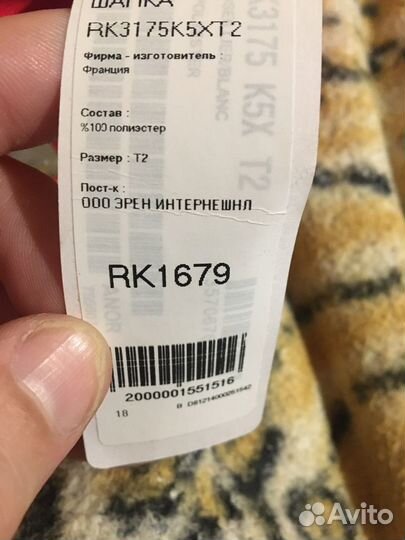 ШАПКА
RK3175K5XT2
Фирма - изготовитель :
Франция
Состав :
%100 полиэстер
Размер : T2
Пост-к :
ООО ЭРЕН ИНТЕРНЕШНЛ
RK1679
2000001551516
18
Avito